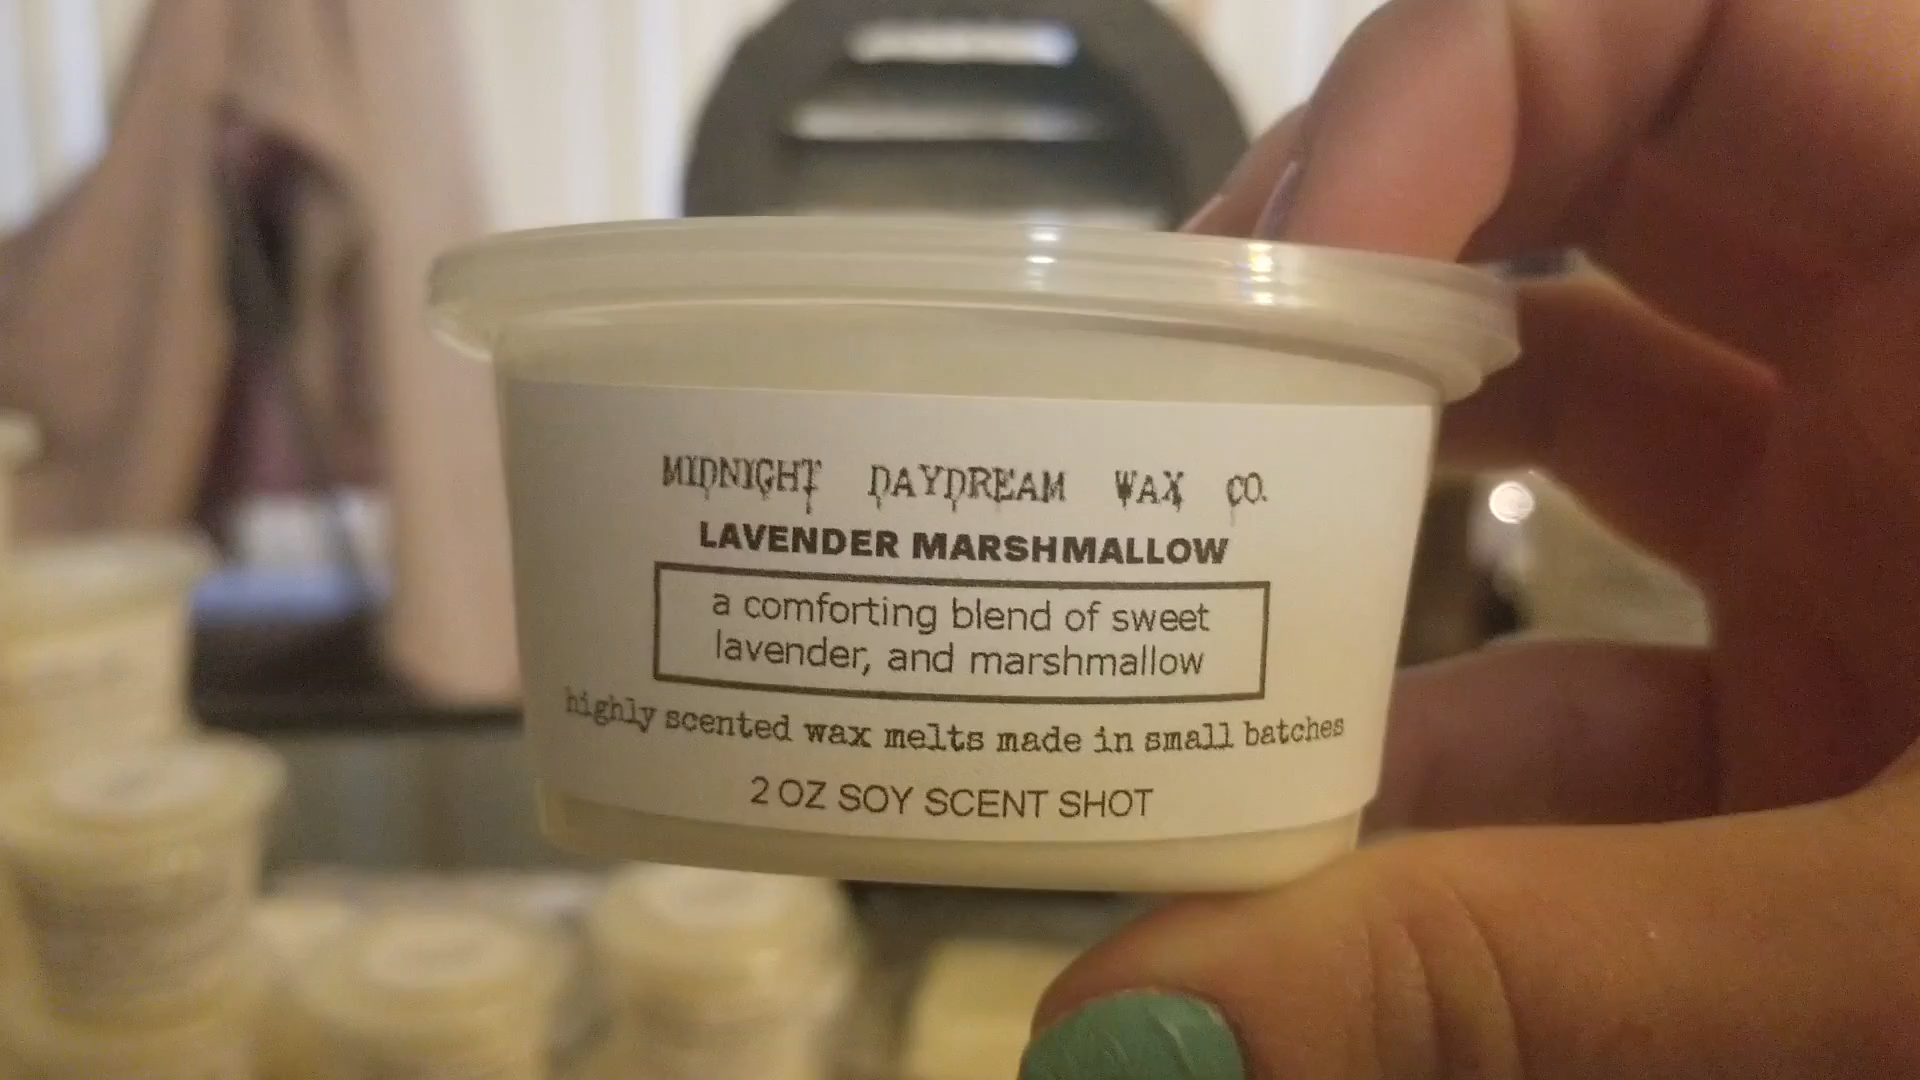 MIDNIGHT DAYDREAM WAX CO.
LAVENDER MARSHMALLOW
a comforting blend of sweet
lavender, and marshmallow
highly scented wax melts made in small batches
2 OZ SOY SCENT SHOT